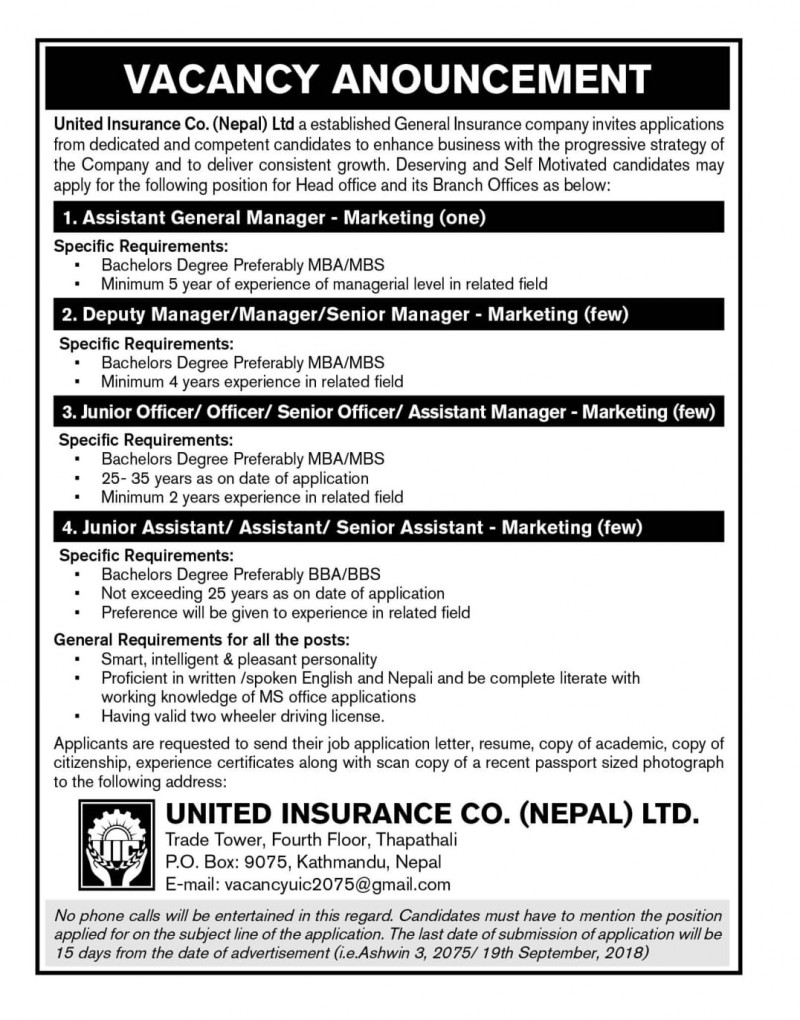 VACANCY ANOUNCEMENT
United Insurance Co. (Nepal) Ltd a established General Insurance company invites applications
from dedicated and competent candidates to enhance business with the progressive strategy of
the Company and to deliver consistent growth. Deserving and Self Motivated candidates may
apply for the following position for Head office and its Branch Offices as below:
1. Assistant General Manager - Marketing (one)
Specific Requirements:
▪ Bachelors Degree Preferably MBA/MBS
▪ Minimum 5 year of experience of managerial level in related field
2. Deputy Manager/Manager/Senior Manager - Marketing (few)
Specific Requirements:
▪ Bachelors Degree Preferably MBA/MBS
▪ Minimum 4 years experience in related field
3. Junior Officer/ Officer/ Senior Officer/ Assistant Manager - Marketing (few)
Specific Requirements:
▪ Bachelors Degree Preferably MBA/MBS
▪ 25- 35 years as on date of application
▪ Minimum 2 years experience in related field
4. Junior Assistant/ Assistant/ Senior Assistant - Marketing (few)
Specific Requirements:
▪ Bachelors Degree Preferably BBA/BBS
▪ Not exceeding 25 years as on date of application
▪ Preference will be given to experience in related field
General Requirements for all the posts:
▪ Smart, intelligent & pleasant personality
▪ Proficient in written /spoken English and Nepali and be complete literate with
working knowledge of MS office applications
▪ Having valid two wheeler driving license.
Applicants are requested to send their job application letter, resume, copy of academic, copy of
citizenship, experience certificates along with scan copy of a recent passport sized photograph
to the following address:
UIC
UNITED INSURANCE CO. (NEPAL) LTD.
Trade Tower, Fourth Floor, Thapathali
P.O. Box: 9075, Kathmandu, Nepal
E-mail: vacancyuic2075@gmail.com
No phone calls will be entertained in this regard. Candidates must have to mention the position
applied for on the subject line of the application. The last date of submission of application will be
15 days from the date of advertisement (i.e.Ashwin 3, 2075/ 19th September, 2018)